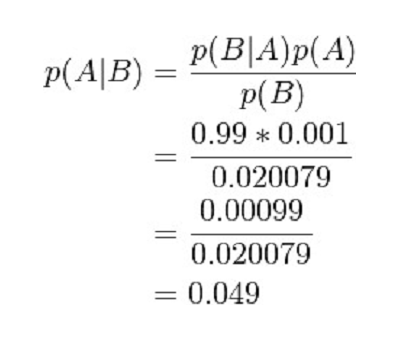 p(A|B) = p(B|A)p(A) / p(B)
= 0.99 * 0.001 / 0.020079
= 0.00099 / 0.020079
= 0.049